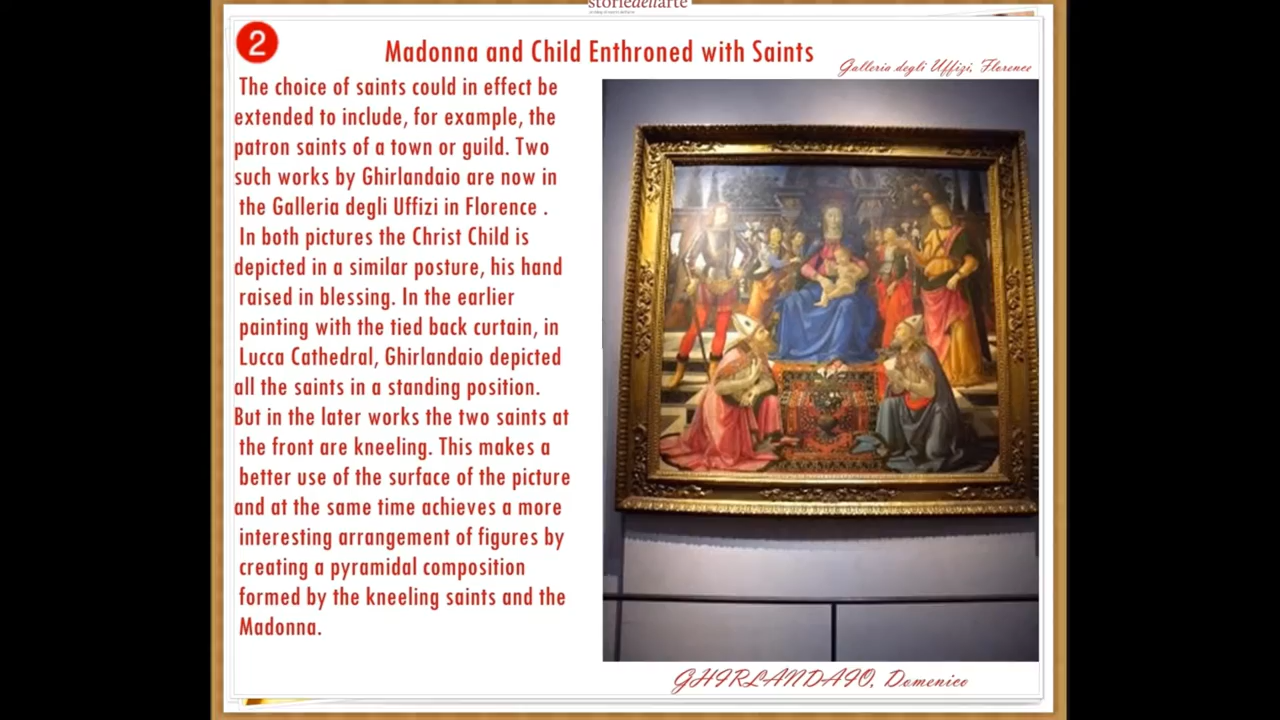 storiedellarte
2
Madonna and Child Enthroned with Saints
Galleria degli Uffizi, Florence
The choice of saints could in effect be
extended to include, for example, the
patron saints of a town or guild. Two
such works by Ghirlandaio are now in
the Galleria degli Uffizi in Florence .
In both pictures the Christ Child is
depicted in a similar posture, his hand
raised in blessing. In the earlier
painting with the tied back curtain, in
Lucca Cathedral, Ghirlandaio depicted
all the saints in a standing position.
But in the later works the two saints at
the front are kneeling. This makes a
better use of the surface of the picture
and at the same time achieves a more
interesting arrangement of figures by
creating a pyramidal composition
formed by the kneeling saints and the
Madonna.
GHIRLANDAIO, Domenico